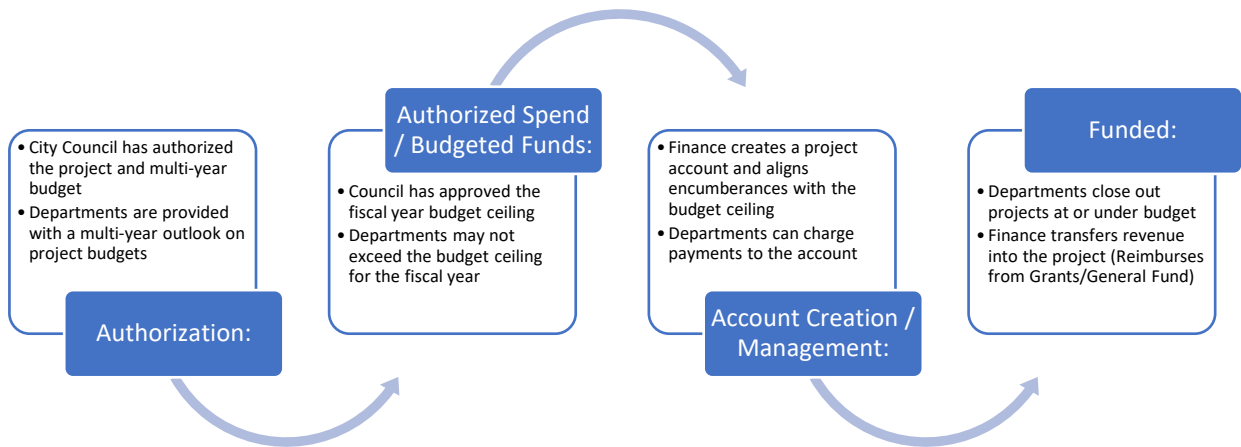 • City Council has authorized
the project and multi-year
budget
• Departments are provided
with a multi-year outlook on
project budgets
Authorization:
Authorized Spend
/ Budgeted Funds:
• Council has approved the
fiscal year budget ceiling
• Departments may not
exceed the budget ceiling
for the fiscal year
• Finance creates a project
account and aligns
encumberances with the
budget ceiling
• Departments can charge
payments to the account
Account Creation /
Management:
Funded:
• Departments close out
projects at or under budget
• Finance transfers revenue
into the project (Reimburses
from Grants/General Fund)